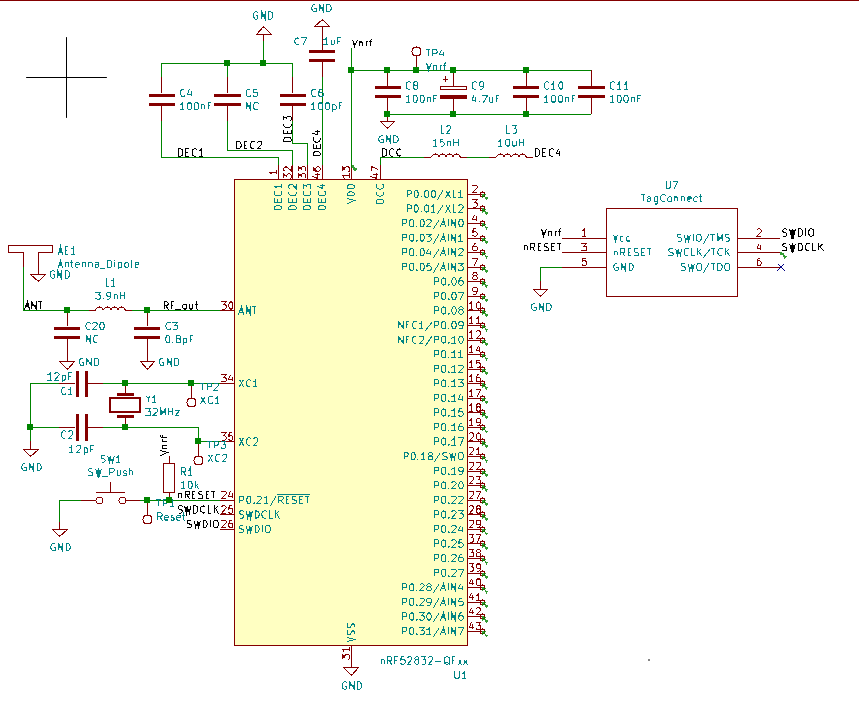 GND
GND
C7 1uF
Vnrf
TP4
Vnrf
C4
100nF
C5
NC
C6
100pF
C8
100nF
C9
4.7uF
C10
100nF
C11
100nF
GND
DEC1
DEC2
DEC3
DEC4
L2
15nH
L3
10uH
DCC
DEC4
1
32
33
46
13
47
DEC1
DEC2
DEC3
DEC4
VDD
DCC
P0.00/XL1 2
P0.01/XL2 3
P0.02/AIN0 4
P0.03/AIN1 5
P0.04/AIN2 6
P0.05/AIN3 7
P0.06 8
P0.07 9
P0.08 10
NFC1/P0.09 11
NFC2/P0.10 12
P0.11 14
P0.12 15
P0.13 16
P0.14 17
P0.15 18
P0.16 19
P0.17 20
P0.18/SWO 21
P0.19 22
P0.20 23
P0.22 27
P0.23 28
P0.24 29
P0.25 37
P0.26 38
P0.27 39
P0.28/AIN4 40
P0.29/AIN5 41
P0.30/AIN6 42
P0.31/AIN7 43
U7
TagConnect
Vnrf 1 Vcc
nRESET 3 nRESET
5 GND
GND
SWIO/TMS 2 SWDIO
SWCLK/TCK 4 SWDCLK
SWO/TDO 6
AE1
Antenna_Dipole
GND
L1
3.9nH
ANT
RF_out
30 ANT
C20
NC
C3
0.8pF
GND
GND
12pF
C1
34 XC1
TP2
XC1
Y1
32MHz
C2
12pF
35 XC2
TP3
XC2
GND
Vnrf
SW1
SW_Push
R1
10k
nRESET 24 P0.21/RESET
TP1
Reset
SWDCLK 25 SWDCLK
SWDIO 26 SWDIO
GND
VSS
31
GND
nRF52832-QFxx
U1